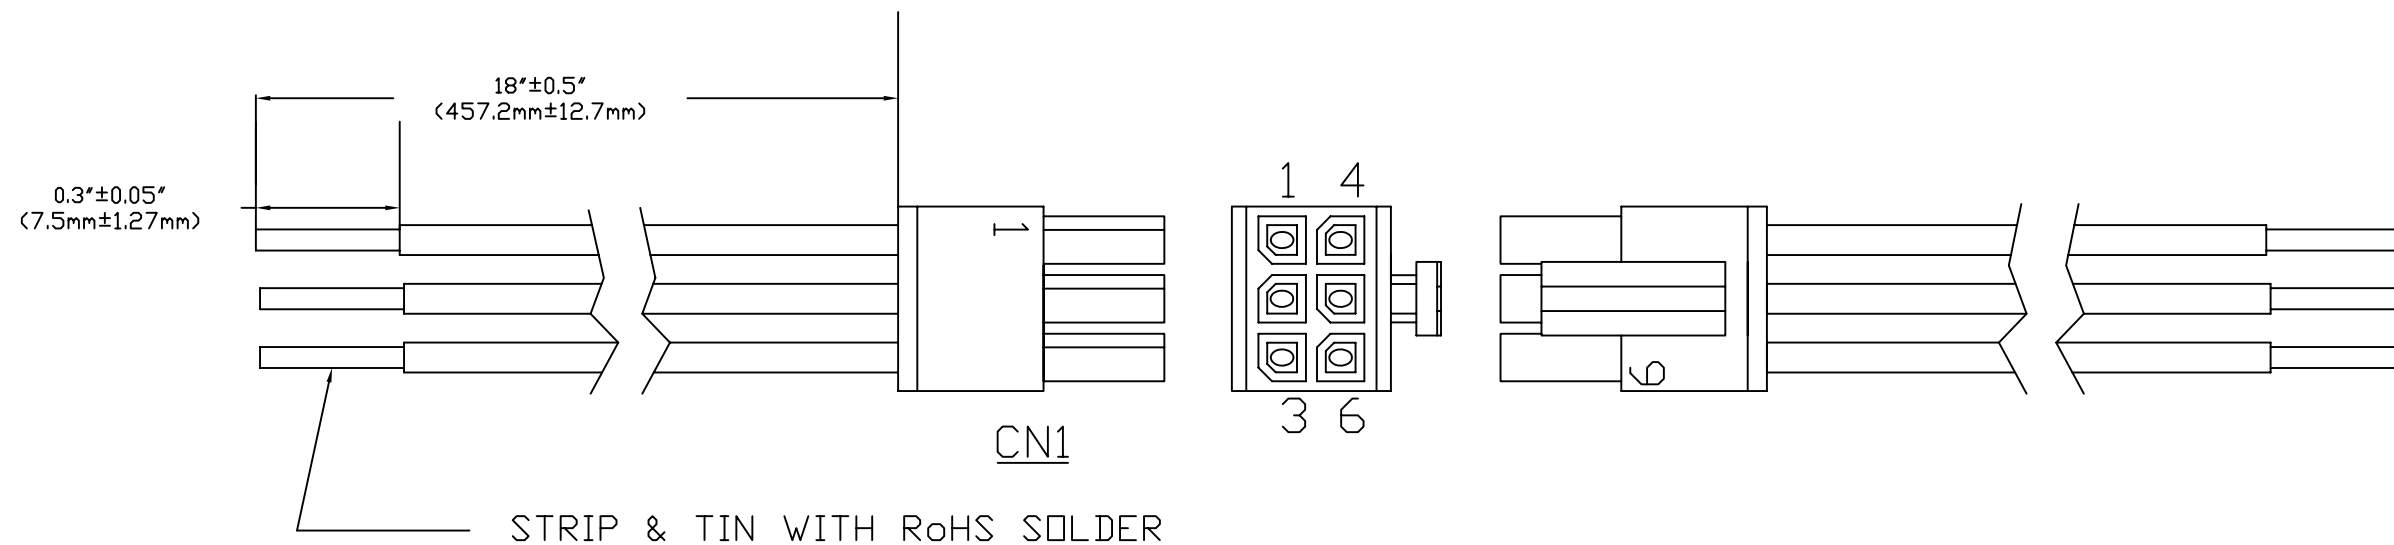 18"±0.5"
(457.2mm±12.7mm)
0.3"±0.05"
(7.5mm±1.27mm)
1 4
1
6
3 6
CN1
STRIP & TIN WITH RoHS SOLDER